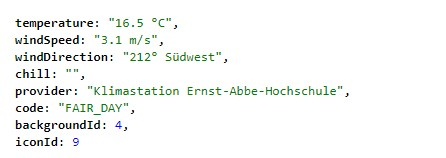 temperature: "16.5 °C",
windSpeed: "3.1 m/s",
windDirection: "212° Südwest",
chill: "",
provider: "Klimastation Ernst-Abbe-Hochschule",
code: "FAIR_DAY",
backgroundId: 4,
iconId: 9